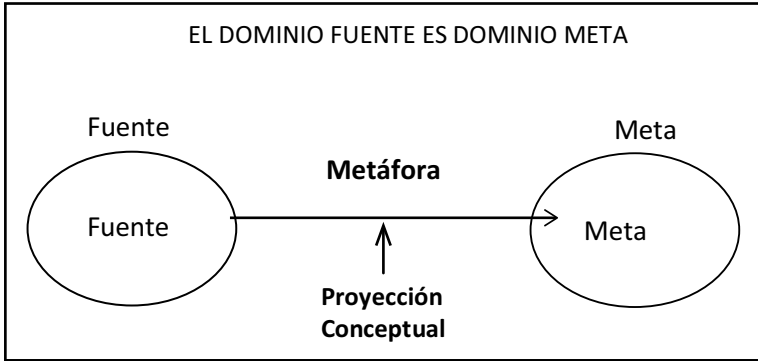 EL DOMINIO FUENTE ES DOMINIO META
Fuente
Meta
Metáfora
Fuente
Meta
Proyección
Conceptual